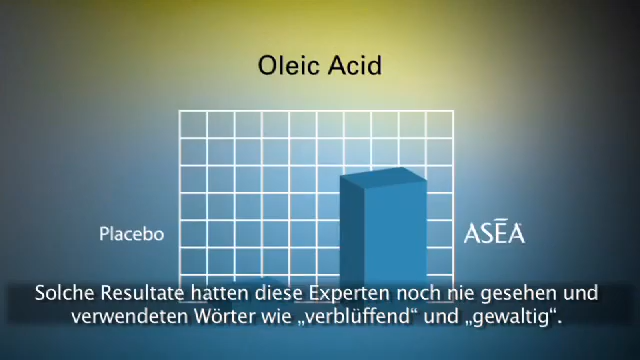 Oleic Acid
Placebo
ASEA
Solche Resultate hatten diese Experten noch nie gesehen und
verwendeten Wörter wie „verblüffend“ und „gewaltig“.